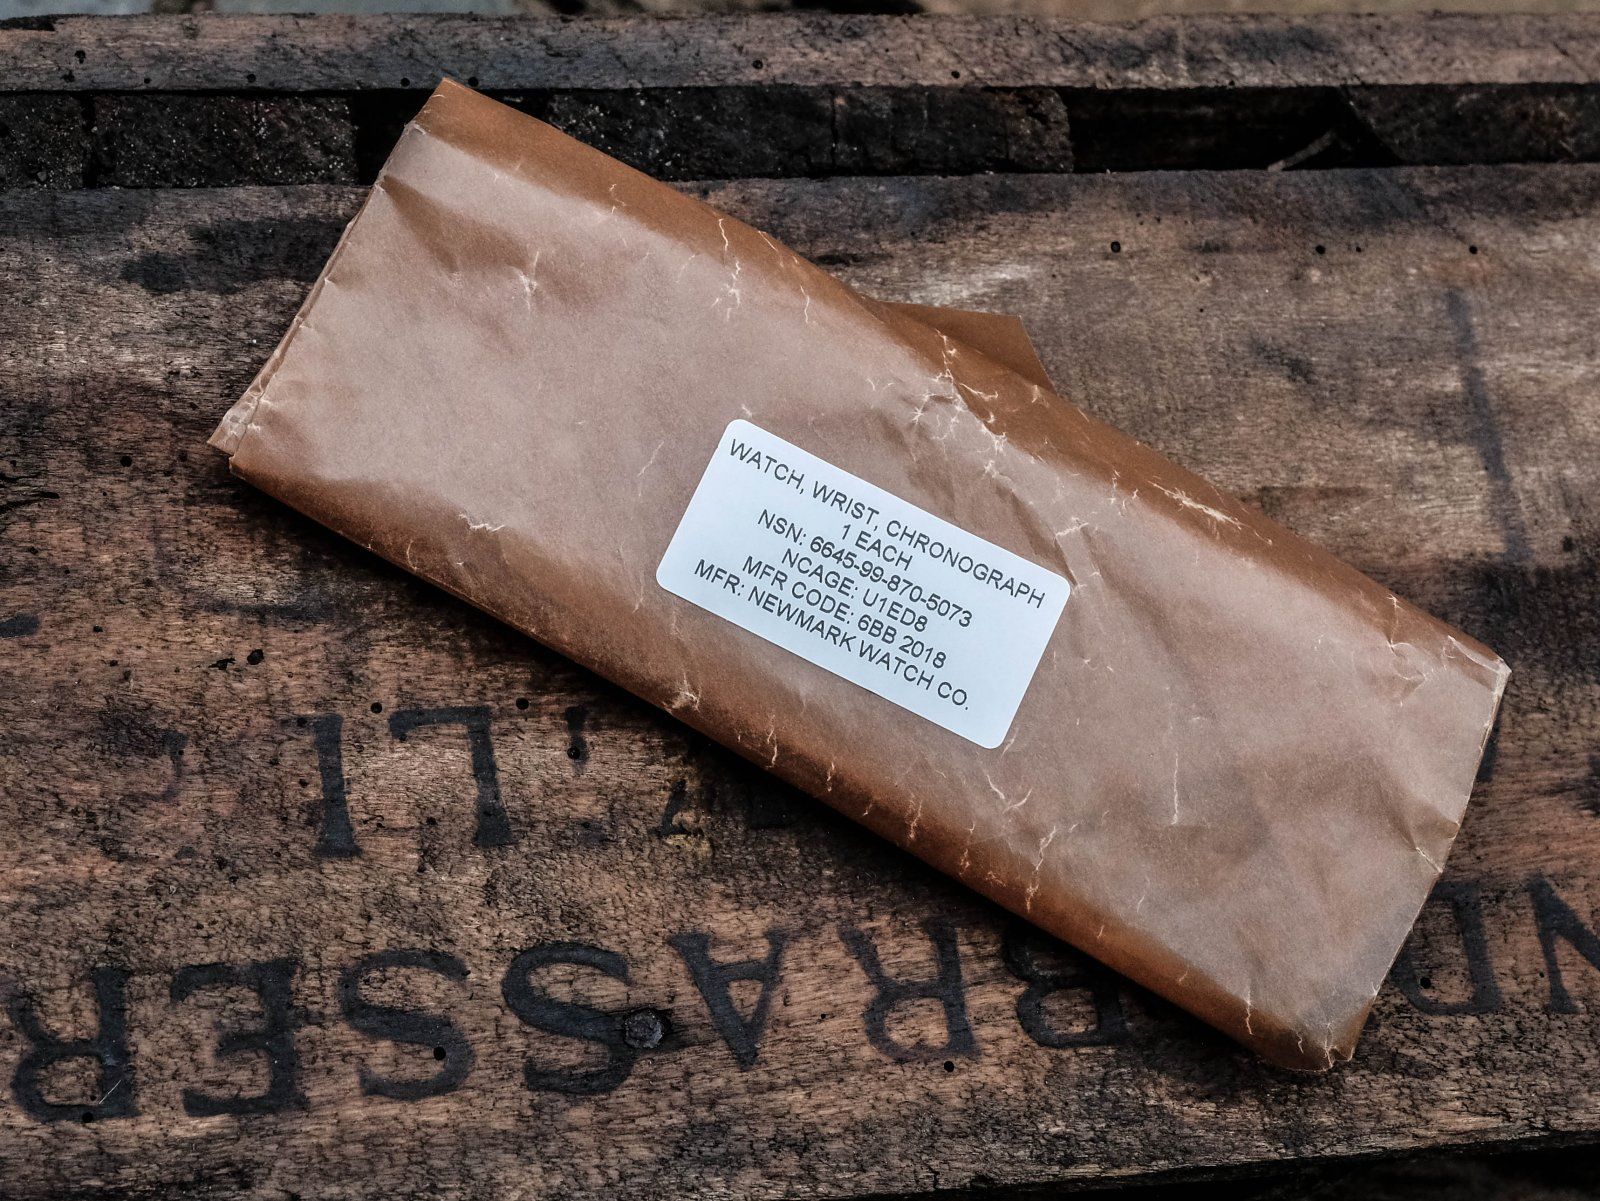 WATCH, WRIST, CHRONOGRAPH
1 EACH
NSN: 6645-99-870-5073
NCAGE: U1ED8
MFR CODE: 6BB 2018
MFR: NEWMARK WATCH CO.